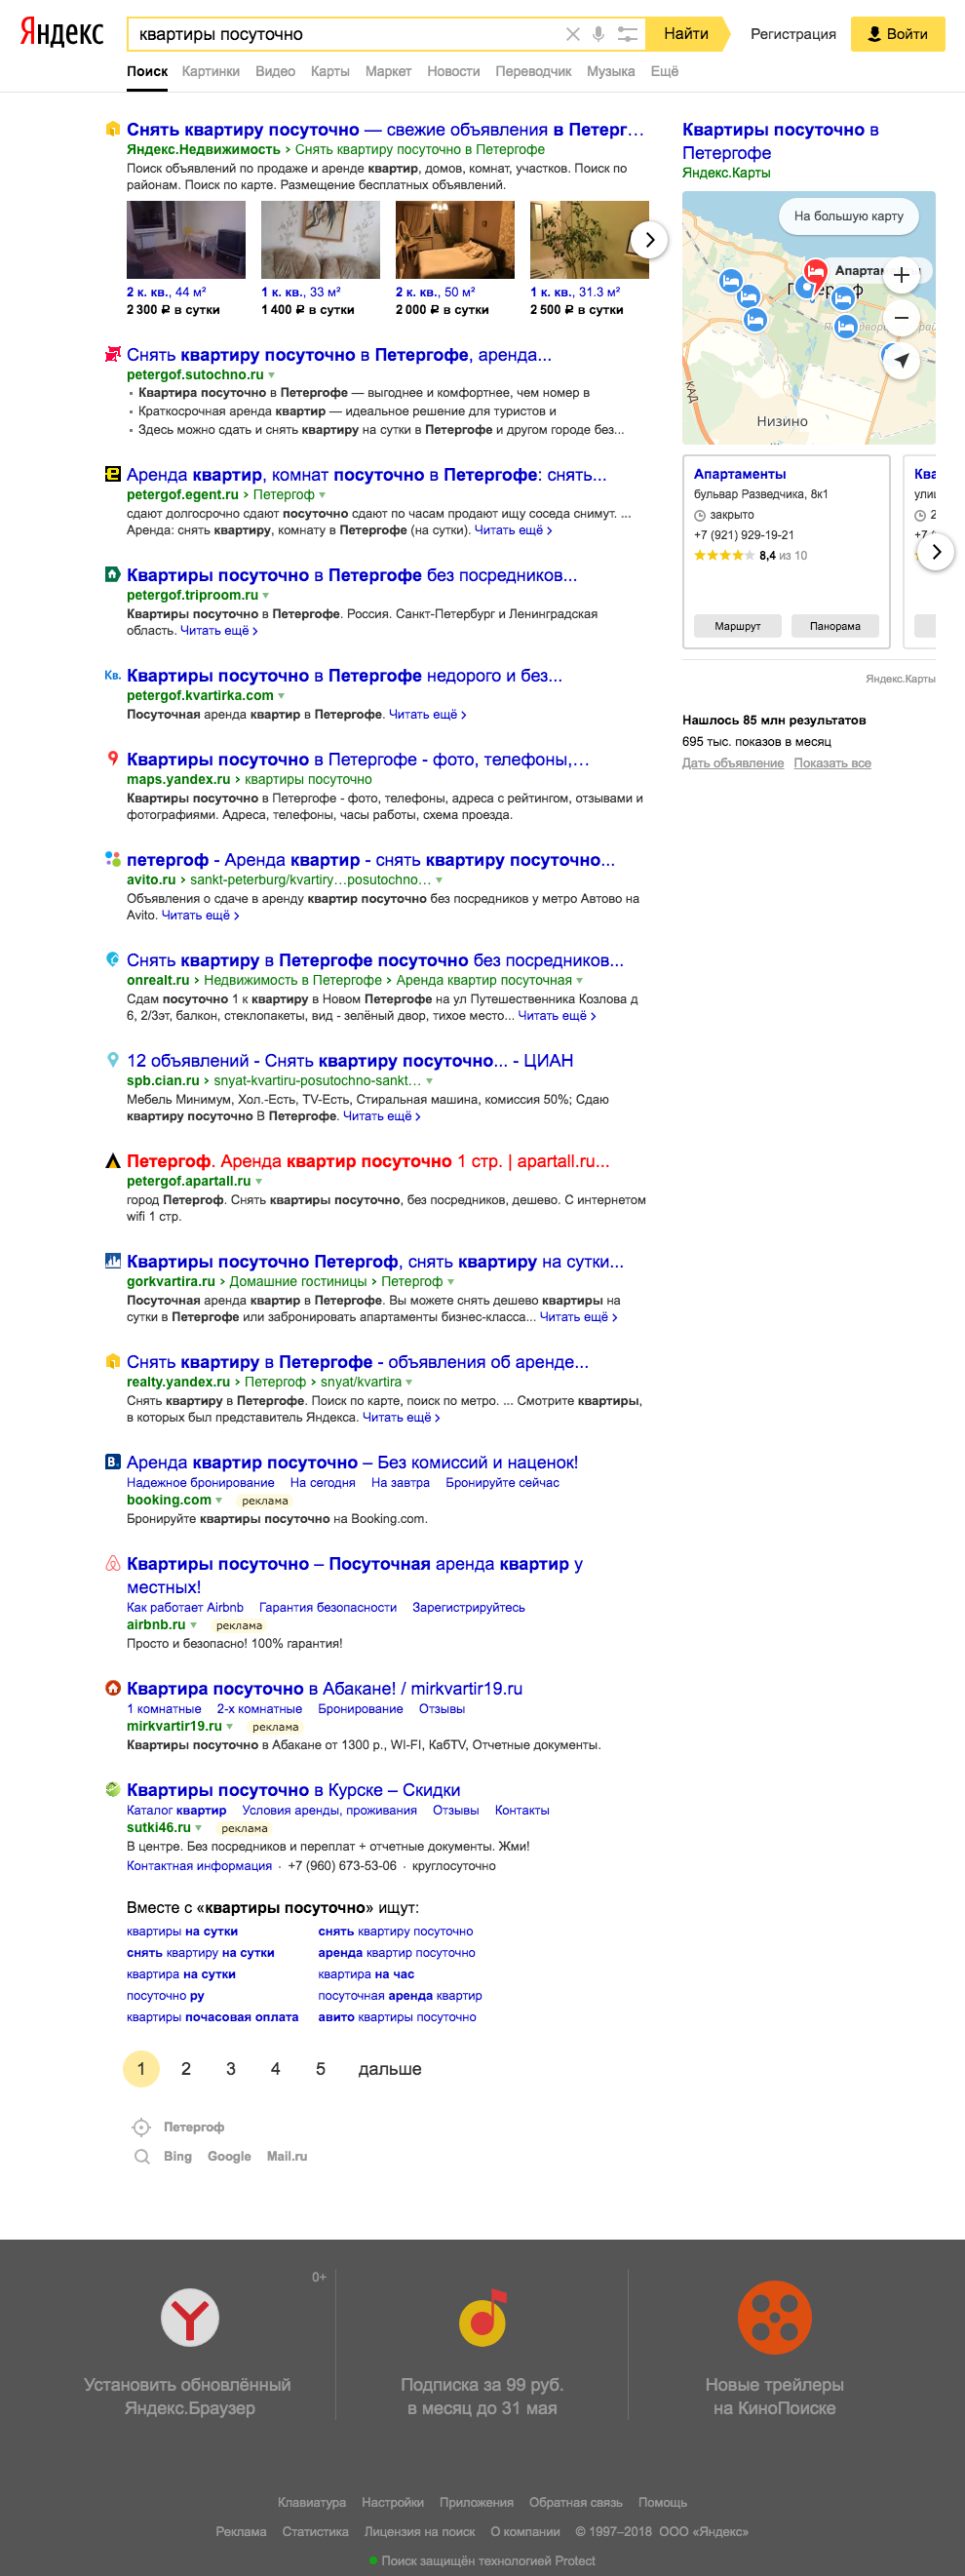 Яндекс
квартиры посуточно
Найти
Регистрация
Войти
Поиск Картинки Видео Карты Маркет Новости Переводчик Музыка Ещё
Снять квартиру посуточно — свежие объявления в Петерг…
Яндекс.Недвижимость › Снять квартиру посуточно в Петергофе
Поиск объявлений по продаже и аренде квартир, домов, комнат, участков. Поиск по
районам. Поиск по карте. Размещение бесплатных объявлений.
2 к. кв., 44 м² 1 к. кв., 33 м² 2 к. кв., 50 м² 1 к. кв., 31.3 м²
2 300 ₽ в сутки 1 400 ₽ в сутки 2 000 ₽ в сутки 2 500 ₽ в сутки
Снять квартиру посуточно в Петергофе, аренда...
petergof.sutochno.ru
• Квартира посуточно в Петергофе — выгоднее и комфортнее, чем номер в
• Краткосрочная аренда квартир — идеальное решение для туристов и
• Здесь можно сдать и снять квартиру на сутки в Петергофе и другом городе без...
Аренда квартир, комнат посуточно в Петергофе: снять...
petergof.egent.ru › Петергоф
сдают долгосрочно сдают посуточно сдают по часам продают ищу соседа снимут. ...
Аренда: снять квартиру, комнату в Петергофе (на сутки). Читать ещё ›
Квартиры посуточно в Петергофе без посредников...
petergof.triproom.ru
Квартиры посуточно в Петергофе. Россия. Санкт-Петербург и Ленинградская
область. Читать ещё ›
Кв.
Квартиры посуточно в Петергофе недорого и без...
petergof.kvartirka.com
Посуточная аренда квартир в Петергофе. Читать ещё ›
Квартиры посуточно в Петергофе - фото, телефоны,…
maps.yandex.ru › квартиры посуточно
Квартиры посуточно в Петергофе - фото, телефоны, адреса с рейтингом, отзывами и
фотографиями. Адреса, телефоны, часы работы, схема проезда.
петергоф - Аренда квартир - снять квартиру посуточно...
avito.ru › sankt-peterburg/kvartiry…posutochno…
Объявления о сдаче в аренду квартир посуточно без посредников у метро Автово на
Avito. Читать ещё ›
Снять квартиру в Петергофе посуточно без посредников...
onrealt.ru › Недвижимость в Петергофе › Аренда квартир посуточная
Сдам посуточно 1 к квартиру в Новом Петергофе на ул Путешественника Козлова д
6, 2/3эт, балкон, стеклопакеты, вид - зелёный двор, тихое место... Читать ещё ›
12 объявлений - Снять квартиру посуточно... - ЦИАН
spb.cian.ru › snyat-kvartiru-posutochno-sankt…
Мебель Минимум, Хол.-Есть, TV-Есть, Стиральная машина, комиссия 50%; Сдаю
квартиру посуточно В Петергофе. Читать ещё ›
Петергоф. Аренда квартир посуточно 1 стр. | apartall.ru...
petergof.apartall.ru
город Петергоф. Снять квартиры посуточно, без посредников, дешево. С интернетом
wifi 1 стр.
Квартиры посуточно Петергоф, снять квартиру на сутки...
gorkvartira.ru › Домашние гостиницы › Петергоф
Посуточная аренда квартир в Петергофе. Вы можете снять дешево квартиры на
сутки в Петергофе или забронировать апартаменты бизнес-класса... Читать ещё ›
Снять квартиру в Петергофе - объявления об аренде...
realty.yandex.ru › Петергоф › snyat/kvartira
Снять квартиру в Петергофе. Поиск по карте, поиск по метро. ... Смотрите квартиры,
в которых был представитель Яндекса. Читать ещё ›
B.
Аренда квартир посуточно – Без комиссий и наценок!
Надежное бронирование На сегодня На завтра Бронируйте сейчас
booking.com реклама
Бронируйте квартиры посуточно на Booking.com.
Квартиры посуточно – Посуточная аренда квартир у
местных!
Как работает Airbnb Гарантия безопасности Зарегистрируйтесь
airbnb.ru реклама
Просто и безопасно! 100% гарантия!
Квартира посуточно в Абакане! / mirkvartir19.ru
1 комнатные 2-х комнатные Бронирование Отзывы
mirkvartir19.ru реклама
Квартиры посуточно в Абакане от 1300 р., WI-FI, КабТV, Отчетные документы.
Квартиры посуточно в Курске – Скидки
Каталог квартир Условия аренды, проживания Отзывы Контакты
sutki46.ru реклама
В центре. Без посредников и переплат + отчетные документы. Жми!
Контактная информация · +7 (960) 673-53-06 · круглосуточно
Вместе с «квартиры посуточно» ищут:
квартиры на сутки снять квартиру посуточно
снять квартиру на сутки аренда квартир посуточно
квартира на сутки квартира на час
посуточно ру посуточная аренда квартир
квартиры почасовая оплата авито квартиры посуточно
1 2 3 4 5 дальше
Петергоф
Bing Google Mail.ru
Квартиры посуточно в
Петергофе
Яндекс.Карты
На большую карту
КАД
Низино
Апартаменты
бульвар Разведчика, 8к1
закрыто
+7 (921) 929-19-21
8,4 из 10
Маршрут Панорама
Яндекс.Карты
Нашлось 85 млн результатов
695 тыс. показов в месяц
Дать объявление Показать все
0+
Установить обновлённый
Яндекс.Браузер
Подписка за 99 руб.
в месяц до 31 мая
Новые трейлеры
на КиноПоиске
Клавиатура Настройки Приложения Обратная связь Помощь
Реклама Статистика Лицензия на поиск О компании © 1997–2018 ООО «Яндекс»
Поиск защищён технологией Protect